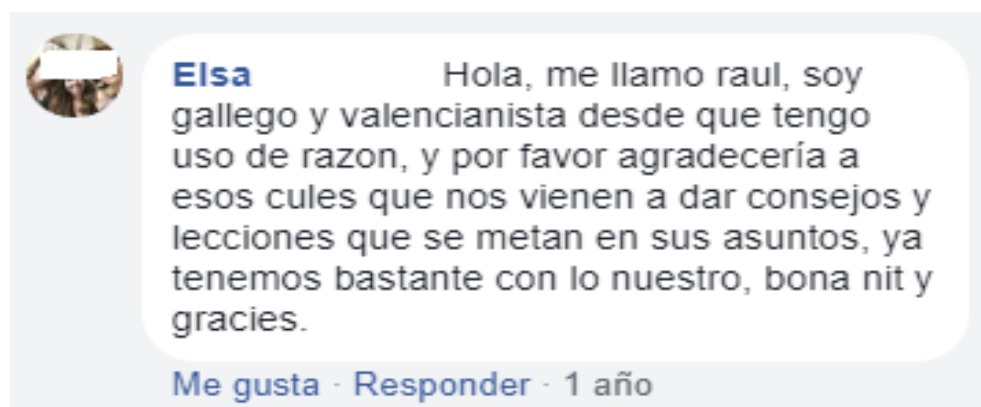 Elsa Hola, me llamo raul, soy
gallego y valencianista desde que tengo
uso de razon, y por favor agradecería a
esos cules que nos vienen a dar consejos y
lecciones que se metan en sus asuntos, ya
tenemos bastante con lo nuestro, bona nit y
gracies.
Me gusta · Responder · 1 año